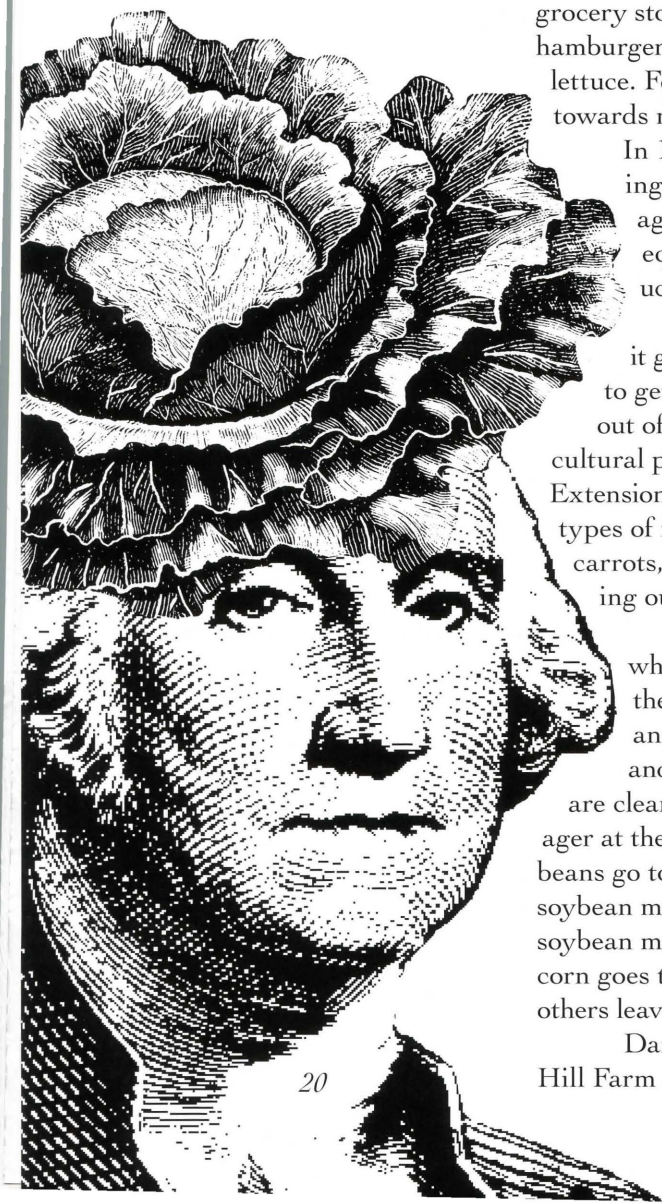 grocery sto
hamburger
lettuce. F
towards
In
ing
ag
ec
uc
it g
to ge
out of
cultural p
Extension
types of
carrots,
ing ou
wh
the
an
and
are clean
ager at the
beans go to
soybean m
soybean m
corn goes t
others leav
Da
Hill Farm
20